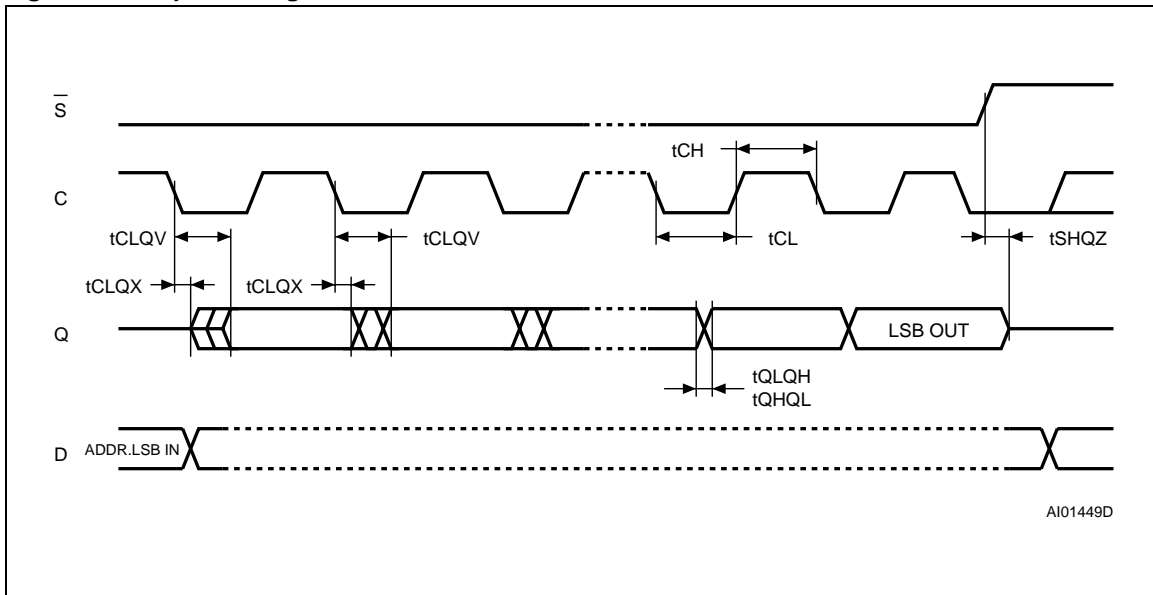 S
tCH
C
tCLQV
tCLQV
tCL
tSHQZ
tCLQX
tCLQX
Q
LSB OUT
tQLQH
tQHQL
D
ADDR.LSB IN
AI01449D